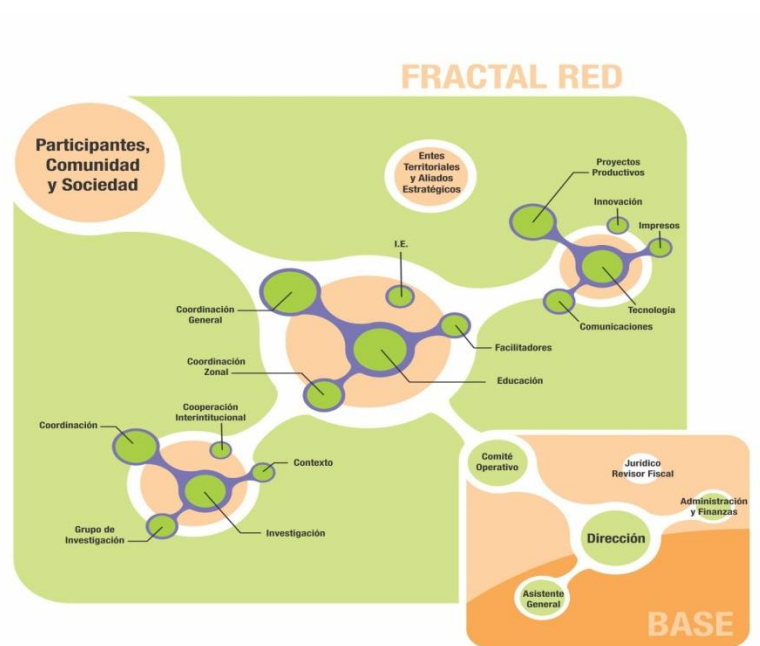 FRACTAL RED
Participantes,
Comunidad
y Sociedad
Entes
Territoriales
y Aliados
Estratégicos
Proyectos
Productivos
Innovación
Impresos
I.E.
Tecnología
Comunicaciones
Coordinación
General
Facilitadores
Coordinación
Zonal
Educación
Cooperación
Interintitucional
Coordinación
Contexto
Grupo de
Investigación
Investigación
Comité
Operativo
Jurídico
Revisor Fiscal
Administración
y Finanzas
Dirección
Asistente
General
BASE